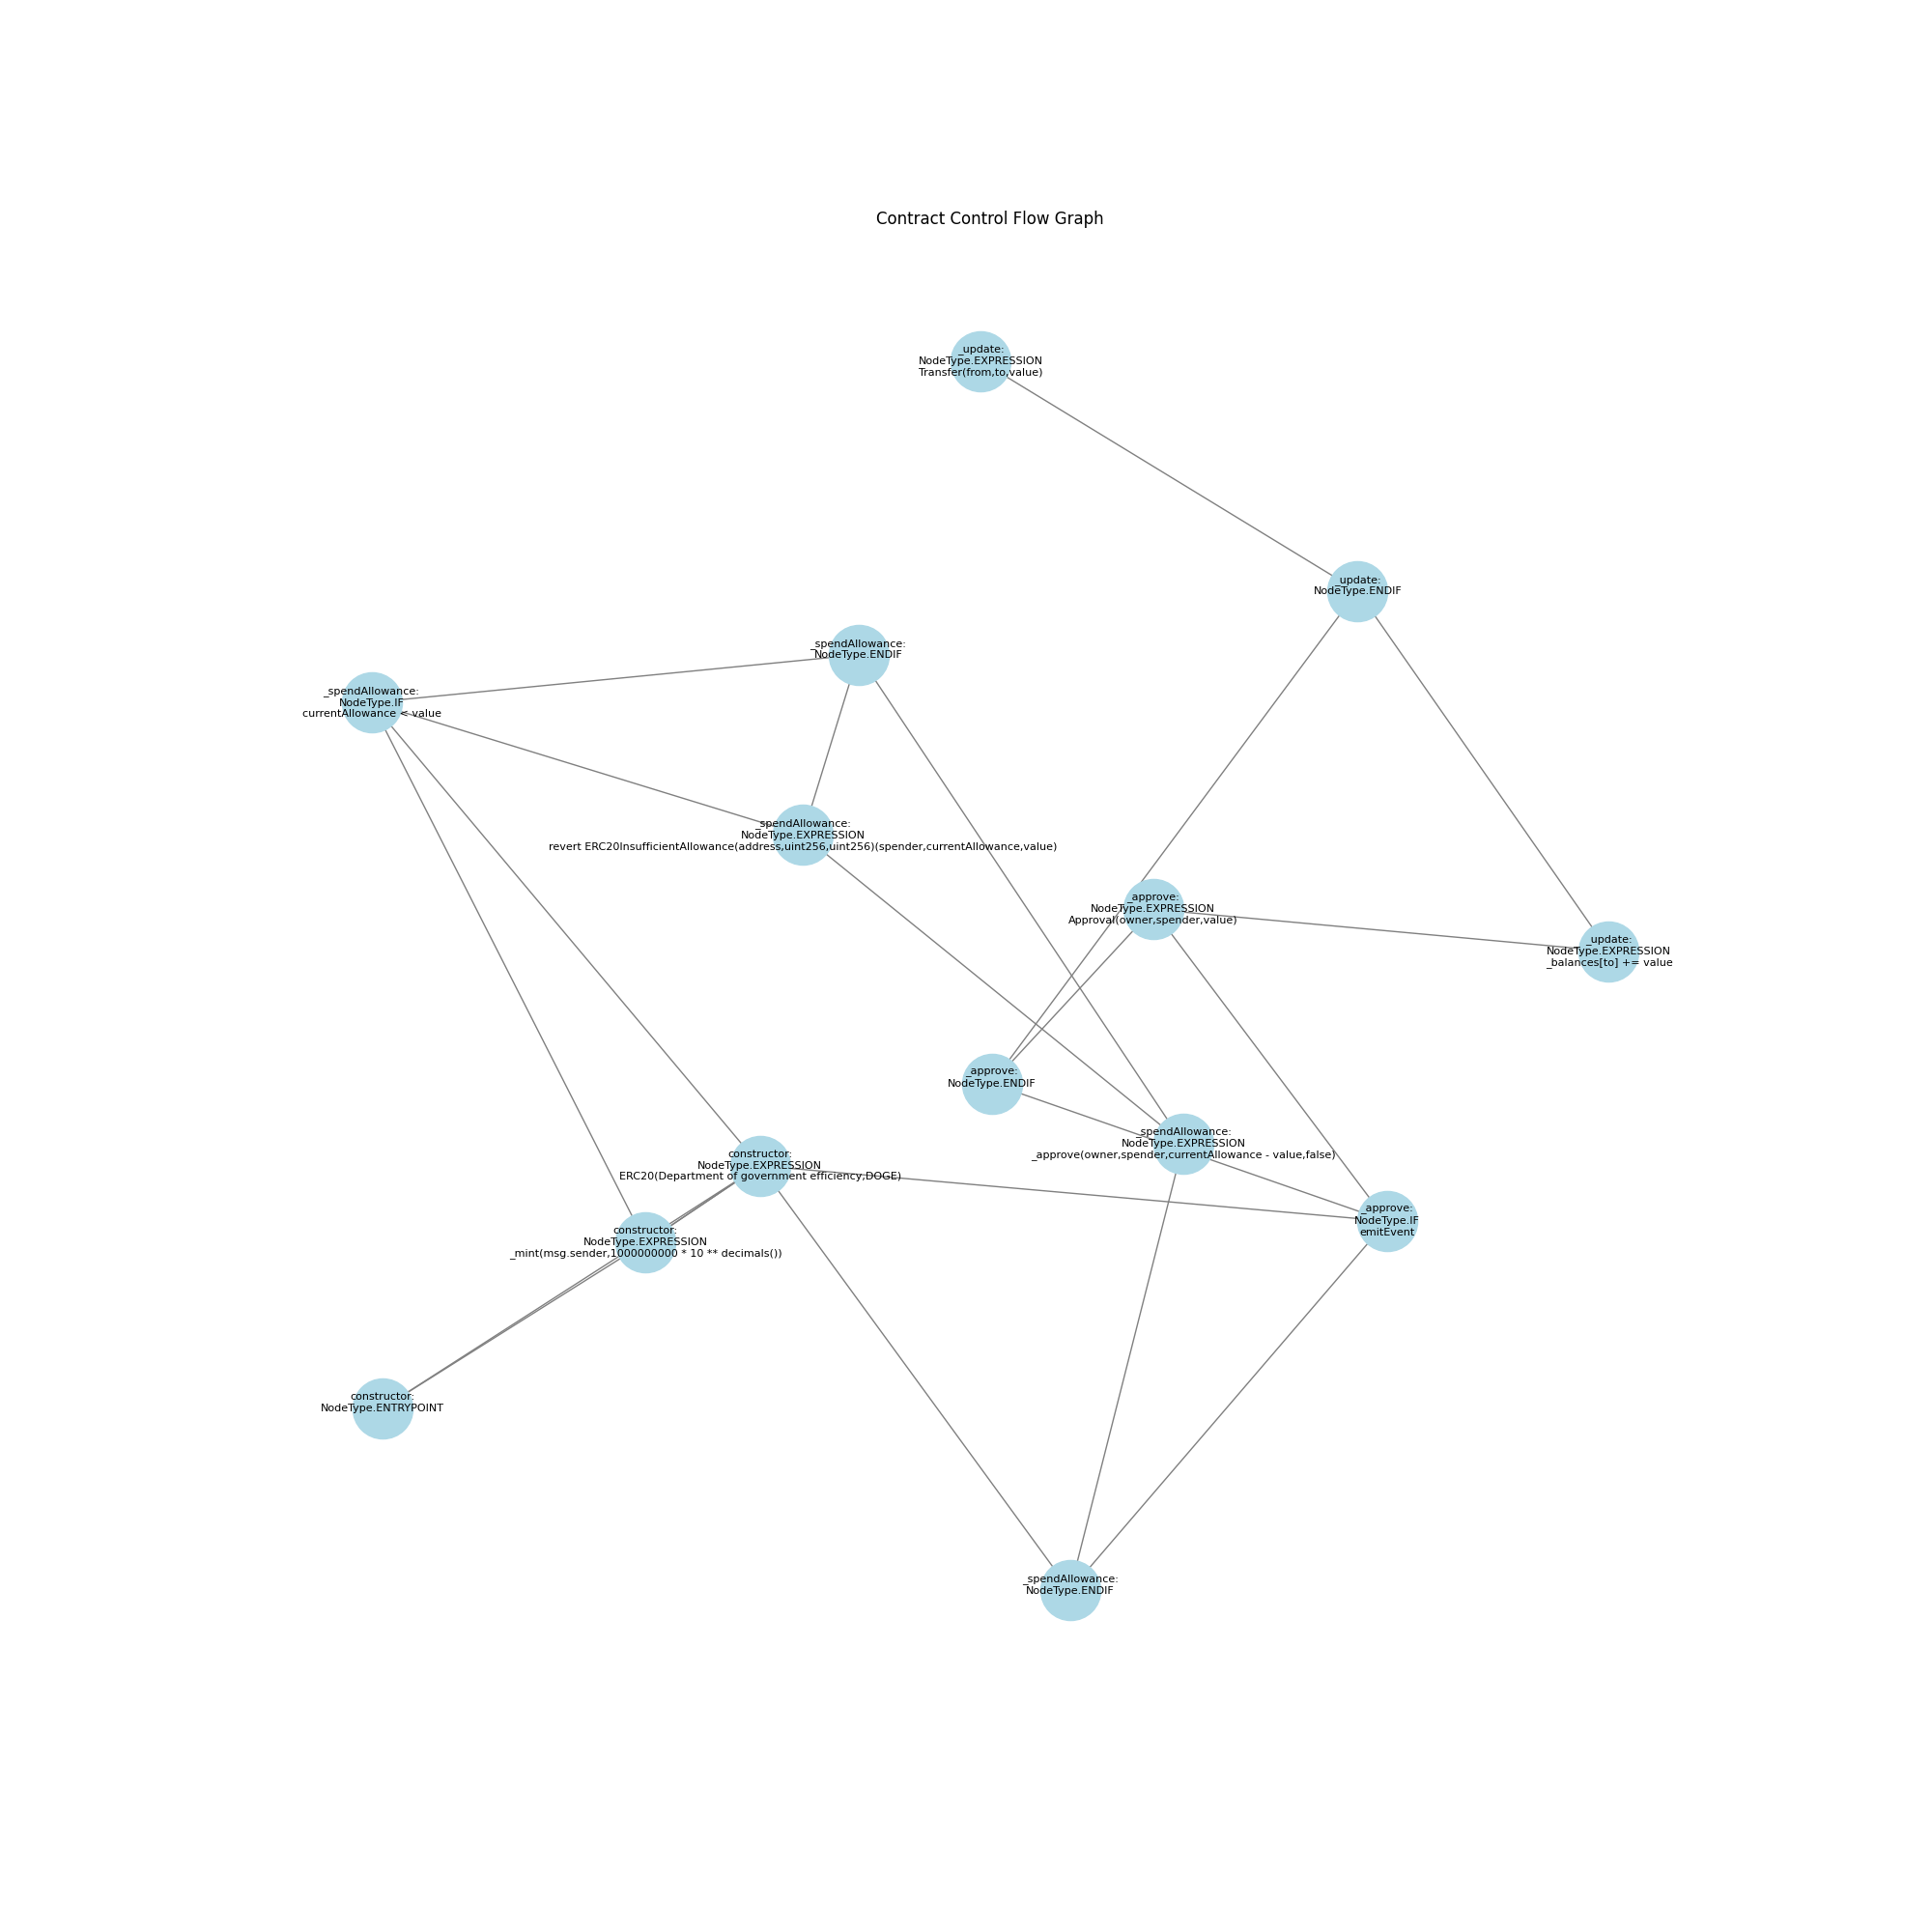 Contract Control Flow Graph
_update:
NodeType.EXPRESSION
Transfer(from,to,value)
_update:
NodeType.ENDIF
_spendAllowance:
NodeType.ENDIF
_spendAllowance:
NodeType.IF
currentAllowance < value
_spendAllowance:
NodeType.EXPRESSION
revert ERC20InsufficientAllowance(address,uint256,uint256)(spender,currentAllowance,value)
_approve:
NodeType.EXPRESSION
Approval(owner,spender,value)
_update:
NodeType.EXPRESSION
_balances[to] += value
_approve:
NodeType.ENDIF
_spendAllowance:
NodeType.EXPRESSION
_approve(owner,spender,currentAllowance - value,false)
constructor:
NodeType.EXPRESSION
ERC20(Department of government efficiency,DOGE)
_approve:
NodeType.IF
emitEvent
constructor:
NodeType.EXPRESSION
_mint(msg.sender,1000000000 * 10 ** decimals())
constructor:
NodeType.ENTRYPOINT
_spendAllowance:
NodeType.ENDIF